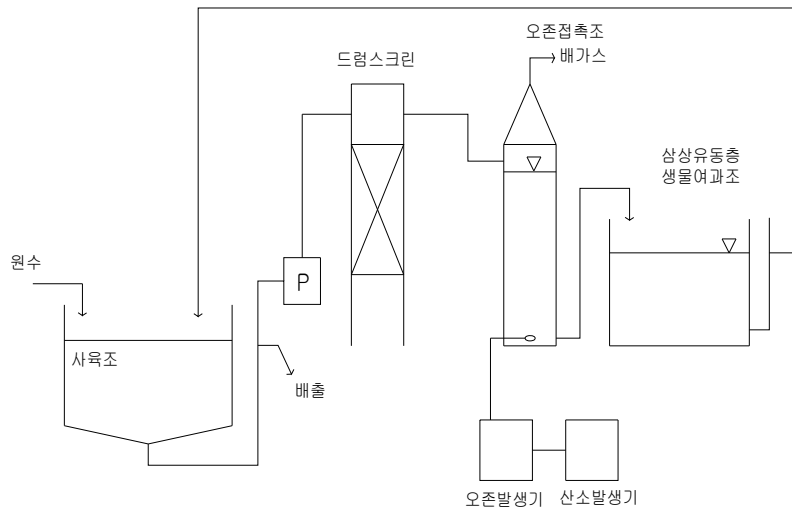 오존접촉조
배가스
드럼스크린
삼상유동층
생물여과조
원수
P
사육조
배출
오존발생기
산소발생기